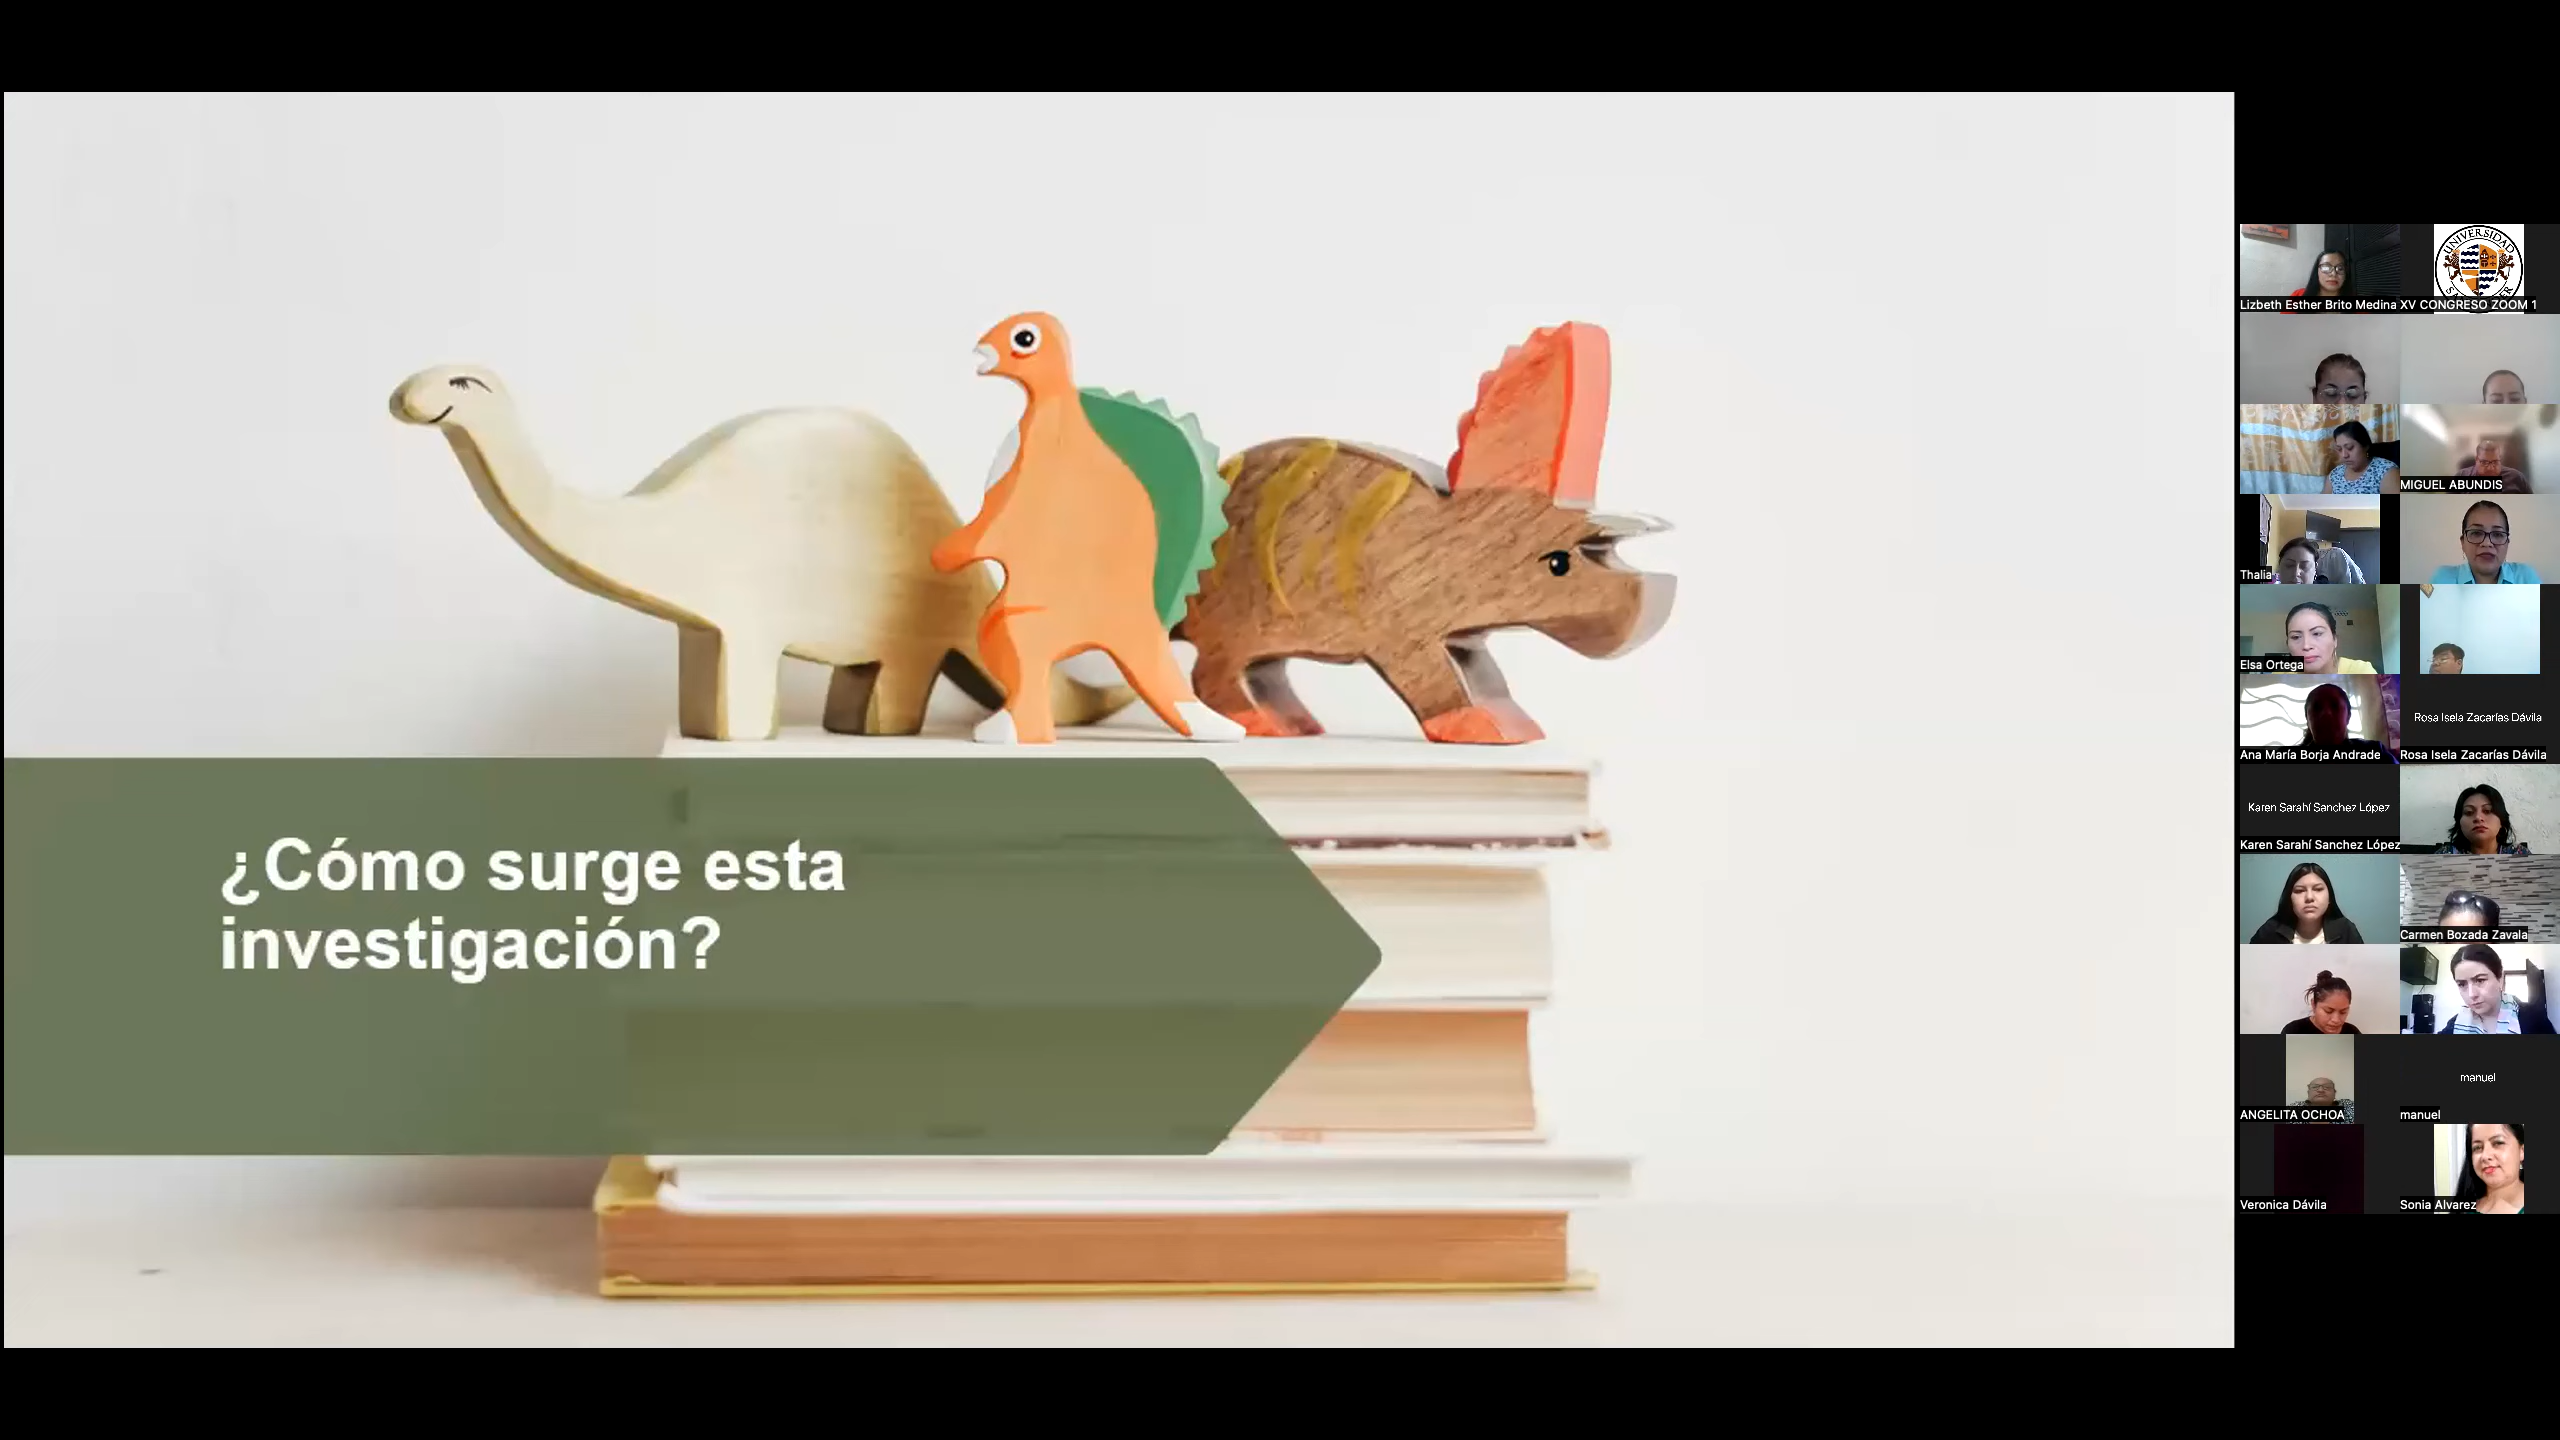 ¿Cómo surge esta
investigación?
Lizbeth Esther Brito Medina
UNIVERSIDAD
XV CONGRESO ZOOM 1
MIGUEL ABUNDIS
Thalia
Elsa Ortega
Ana María Borja Andrade
Rosa Isela Zacarías Dávila
Rosa Isela Zacarías Dávila
Karen Sarahí Sanchez López
Karen Sarahí Sanchez López
Carmen Bozada Zavala
ANGELITA OCHOA
manuel
manuel
Veronica Dávila
Sonia Alvarez